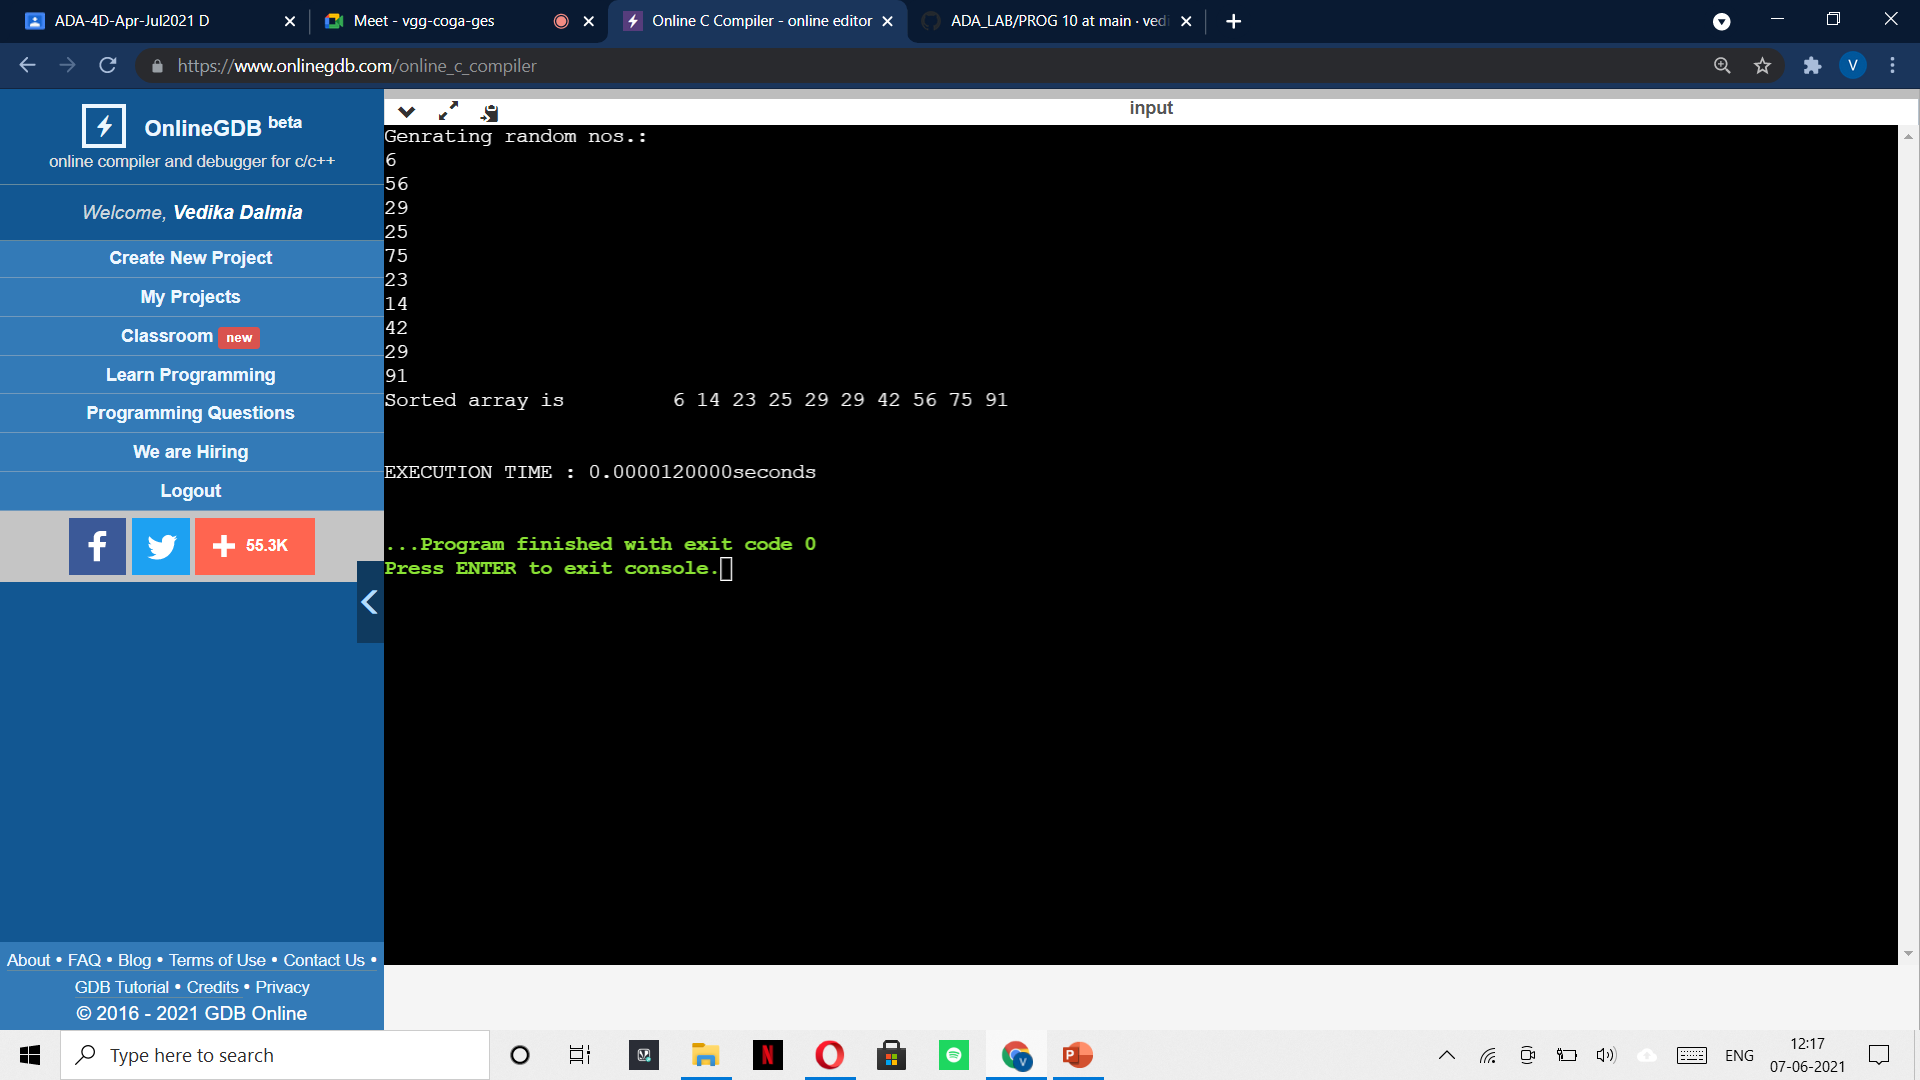 ADA-4D-Apr-Jul2021 D
Meet - vgg-coga-ges
Online C Compiler - online editor
ADA_LAB/PROG 10 at main · vedi
https://www.onlinegdb.com/online_c_compiler
V
OnlineGDB beta
online compiler and debugger for c/c++
Welcome, Vedika Dalmia
Create New Project
My Projects
Classroom new
Learn Programming
Programming Questions
We are Hiring
Logout
f
+ 55.3K
About • FAQ • Blog • Terms of Use • Contact Us •
GDB Tutorial • Credits • Privacy
© 2016 - 2021 GDB Online
input
Genrating random nos.:
6
56
29
25
75
23
14
42
29
91
Sorted array is 6 14 23 25 29 29 42 56 75 91
EXECUTION TIME : 0.0000120000seconds
...Program finished with exit code 0
Press ENTER to exit console.
Type here to search
ENG
12:17
07-06-2021